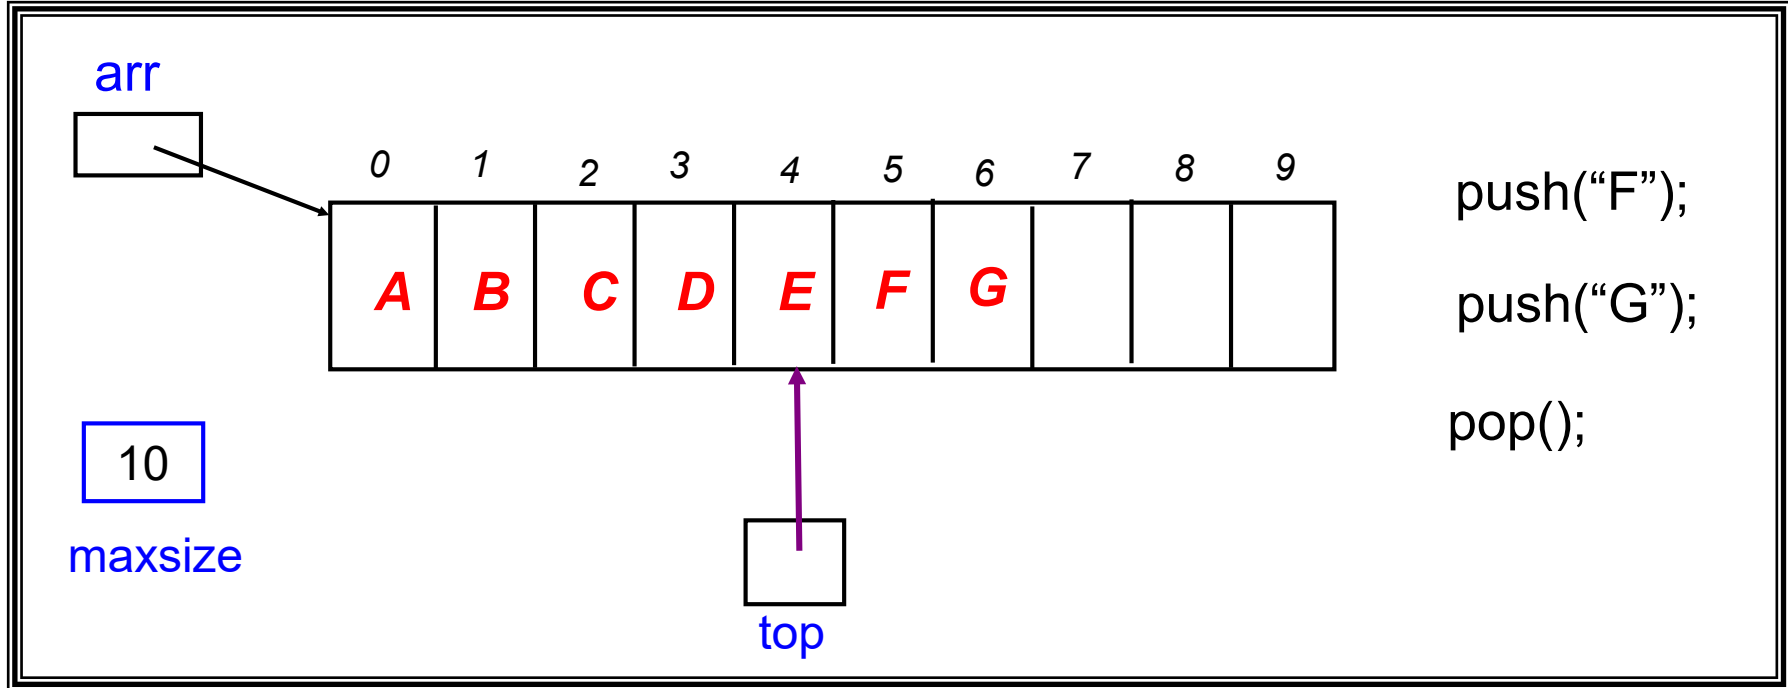 arr
0 1 2 3 4 5 6 7 8 9
A B C D E F G
push(“F”);
push(“G”);
pop();
10
maxsize
top